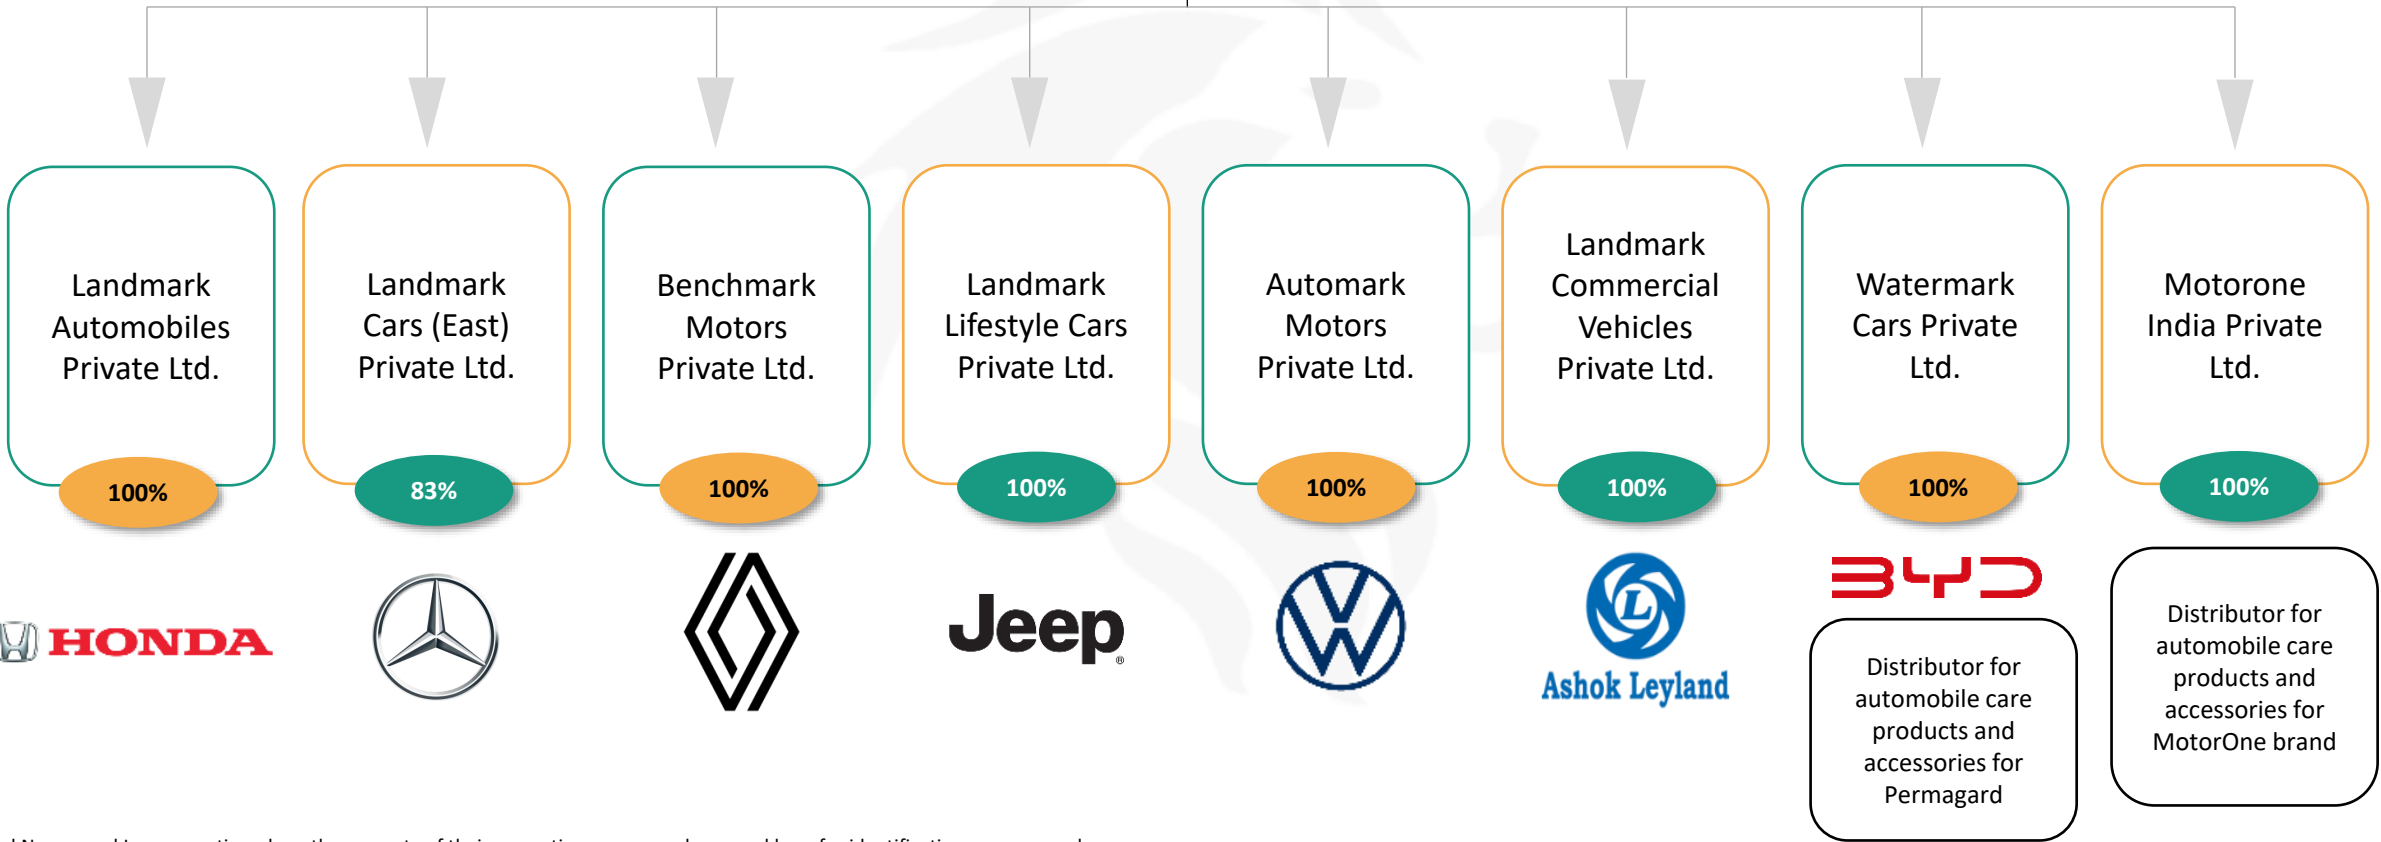 Landmark
Automobiles
Private Ltd.
100%
HONDA
Landmark
Cars (East)
Private Ltd.
83%
Benchmark
Motors
Private Ltd.
100%
Landmark
Lifestyle Cars
Private Ltd.
100%
Jeep
®
Automark
Motors
Private Ltd.
100%
Landmark
Commercial
Vehicles
Private Ltd.
100%
L
Ashok Leyland
Watermark
Cars Private
Ltd.
100%
BYD
Distributor for
automobile care
products and
accessories for
Permagard
Motorone
India Private
Ltd.
100%
Distributor for
automobile care
products and
accessories for
MotorOne brand